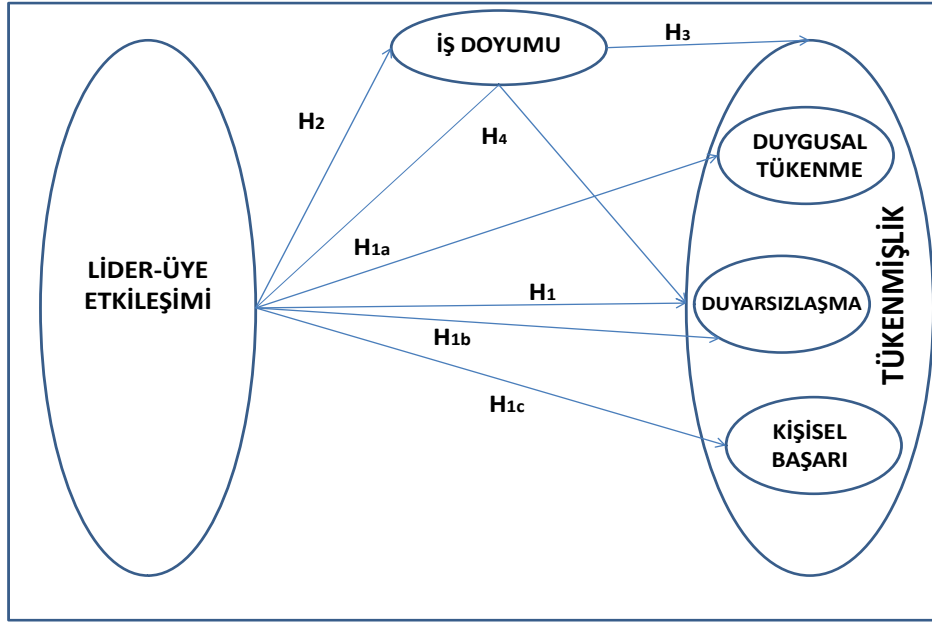 İŞ DOYUMU
H3
H2
H4
DUYGUSAL
TÜKENME
LİDER-ÜYE
ETKİLEŞİMİ
H1a
H1
DUYARSIZLAŞMA
TÜKENMİŞLİK
H1b
H1c
KİŞİSEL
BAŞARI